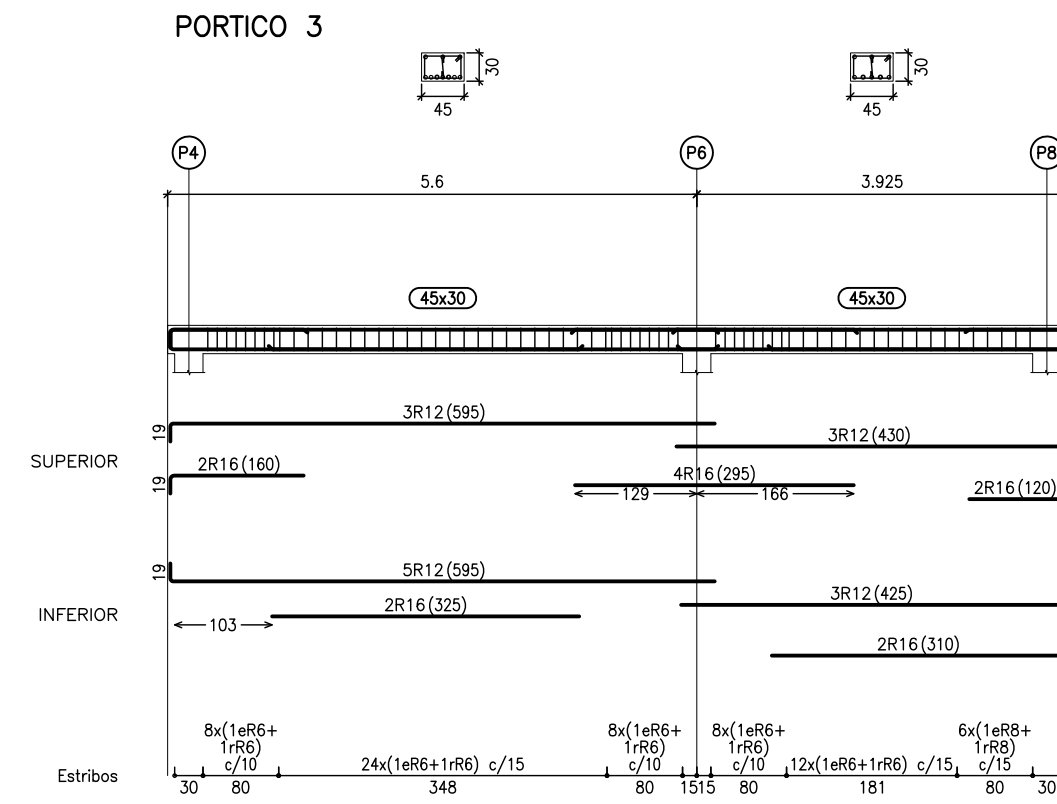 PORTICO 3
30
45
30
45
P4
P6
P8
5.6
3.925
45x30
45x30
3R12(595)
19
3R12(430)
SUPERIOR
2R16(160)
4R16(295)
19
129
166
2R16(120)
19
5R12(595)
3R12(425)
INFERIOR
2R16(325)
103
2R16(310)
8x(1eR6+
1rR6)
c/10
8x(1eR6+
1rR6)
c/10
8x(1eR6+
1rR6)
c/10
6x(1eR8+
1rR8)
c/15
24x(1eR6+1rR6) c/15
12x(1eR6+1rR6) c/15
Estribos
30
80
348
80
15
15
80
181
80
30